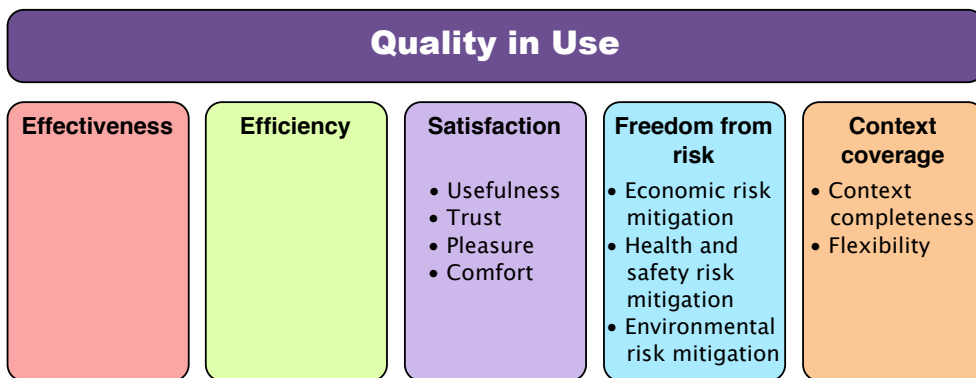 Quality in Use
Effectiveness
Efficiency
Satisfaction
• Usefulness
• Trust
• Pleasure
• Comfort
Freedom from
risk
• Economic risk
mitigation
• Health and
safety risk
mitigation
• Environmental
risk mitigation
Context
coverage
• Context
completeness
• Flexibility